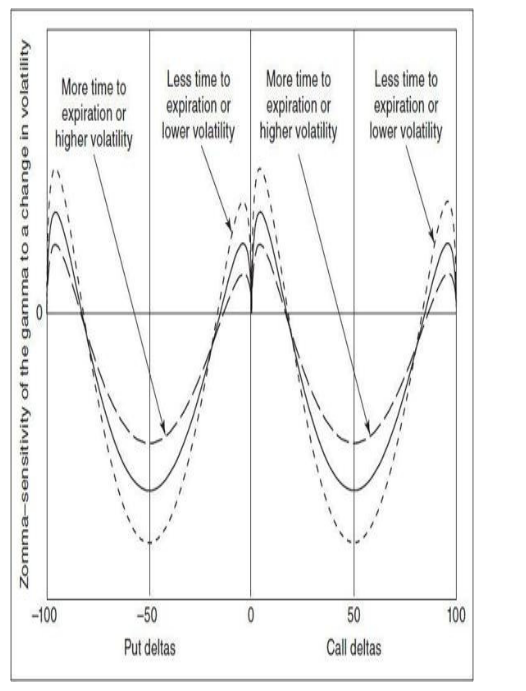 Zomma—sensitivity of the gamma to a change in volatility
More time to
expiration or
higher volatility
Less time to
expiration or
lower volatility
More time to
expiration or
higher volatility
Less time to
expiration or
lower volatility
0
−100
−50
0
50
100
Put deltas
Call deltas